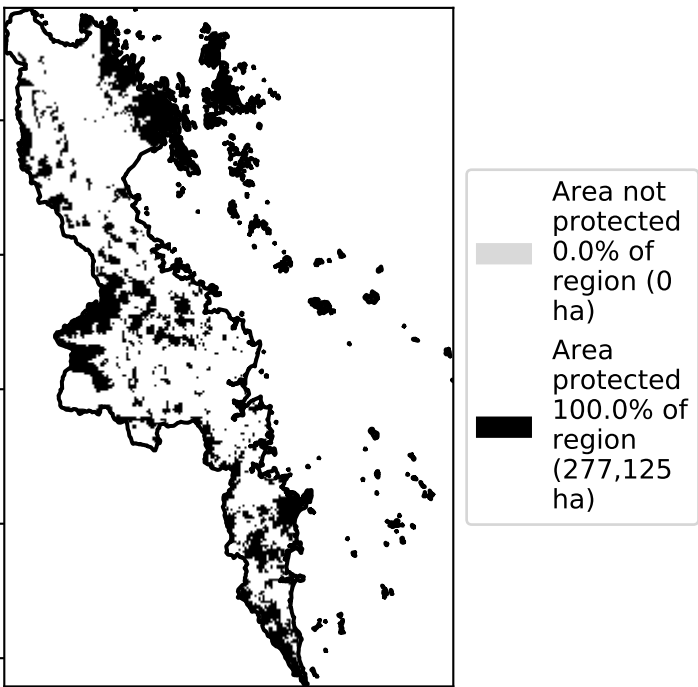 Area not
protected
0.0% of
region (0
ha)
Area
protected
100.0% of
region
(277,125
ha)